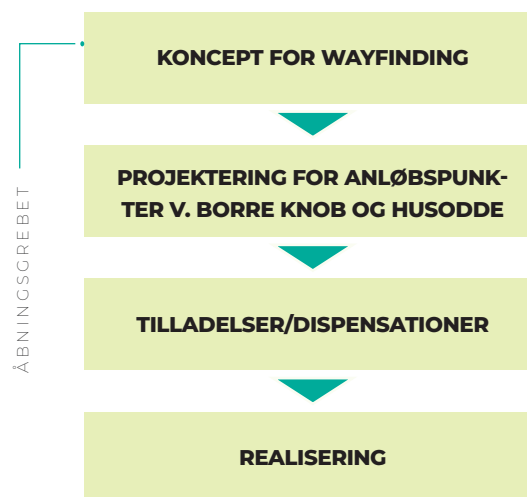 KONCEPT FOR WAYFINDING
PROJEKTERING FOR ANLØBSPUNK-
TER V. BORRE KNOB OG HUSODDE
TILLADELSER/DISPENSATIONER
REALISERING
ÅBNINGSGREBET